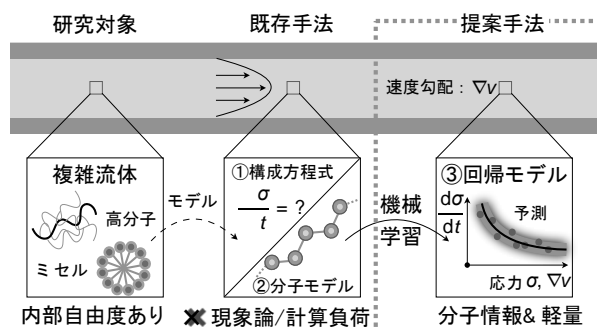 研究対象
既存手法
提案手法
速度勾配：∇v
複雑流体
高分子
ミセル
内部自由度あり
モデル
①構成方程式
σ
t
= ?
②分子モデル
✖ 現象論/計算負荷
機械
学習
③回帰モデル
dσ
dt
予測
応力 σ, ∇v
分子情報& 軽量